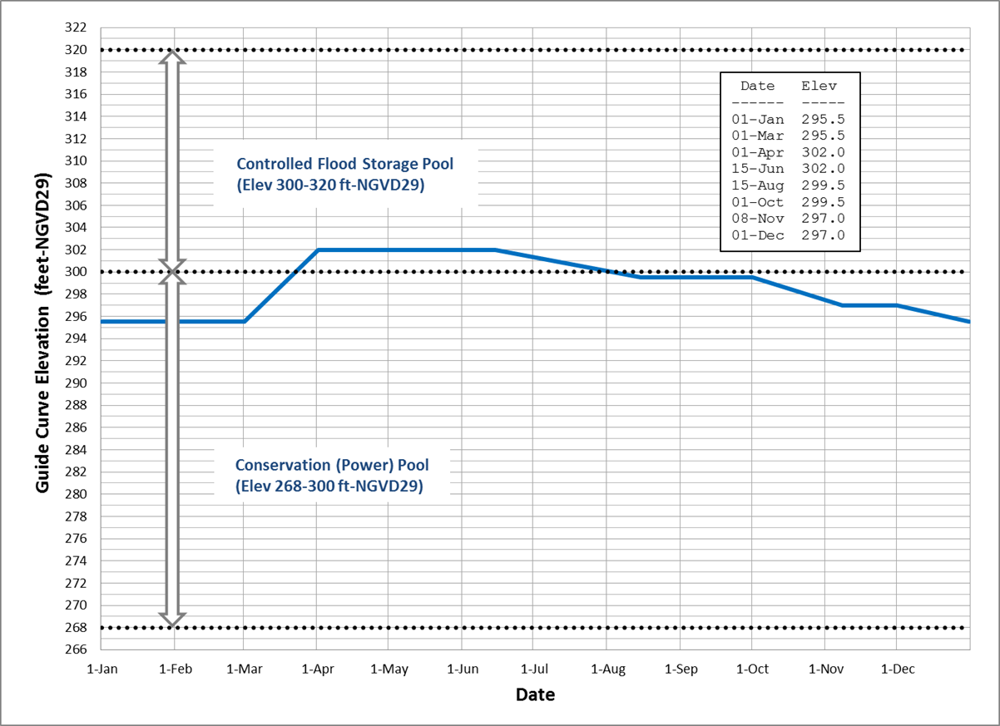 322
320
318
316
314
312
310
308
306
304
302
300
298
296
294
292
290
288
286
284
282
280
278
276
274
272
270
268
266
Guide Curve Elevation (feet-NGVD29)
Controlled Flood Storage Pool
(Elev 300-320 ft-NGVD29)
Date Elev
------ -----
01-Jan 295.5
01-Mar 295.5
01-Apr 302.0
15-Jun 302.0
15-Aug 299.5
01-Oct 299.5
08-Nov 297.0
01-Dec 297.0
Conservation (Power) Pool
(Elev 268-300 ft-NGVD29)
1-Jan 1-Feb 1-Mar 1-Apr 1-May 1-Jun 1-Jul 1-Aug 1-Sep 1-Oct 1-Nov 1-Dec
Date